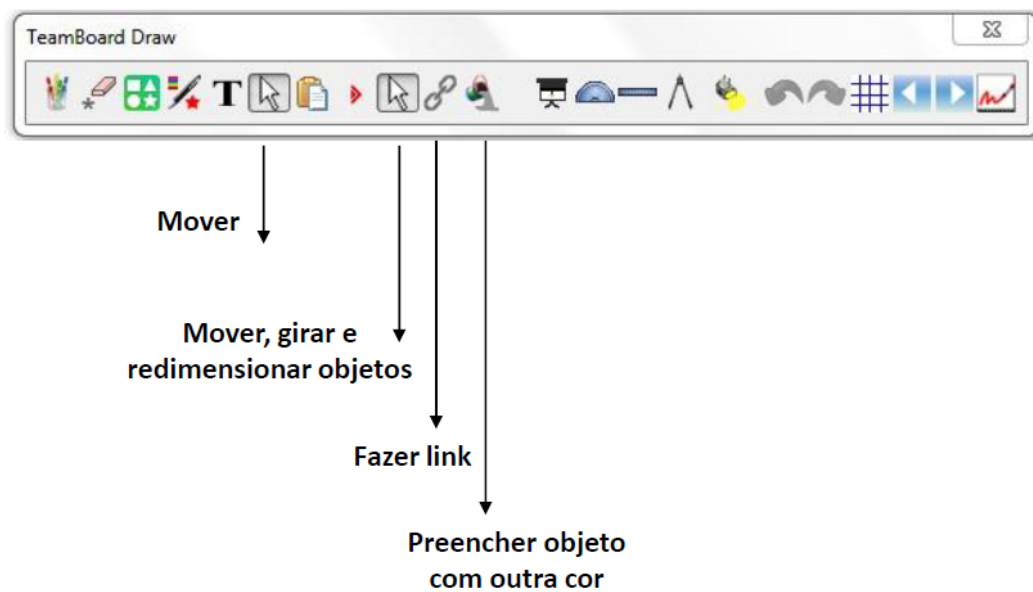 TeamBoard Draw
T
Mover
Mover, girar e
redimensionar objetos
Fazer link
Preencher objeto
com outra cor